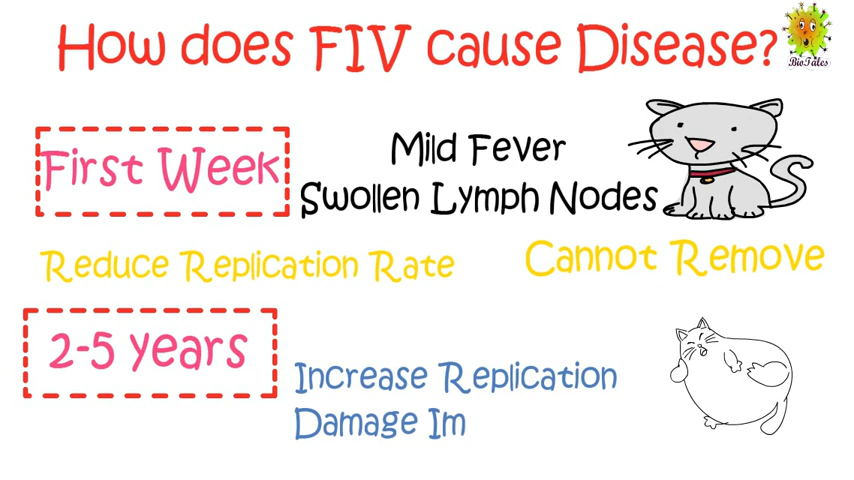 How does FIV cause Disease?
BioTales
First Week
Mild Fever
Swollen Lymph Nodes
Reduce Replication Rate
Cannot Remove
2-5 years
Increase Replication
Damage Im